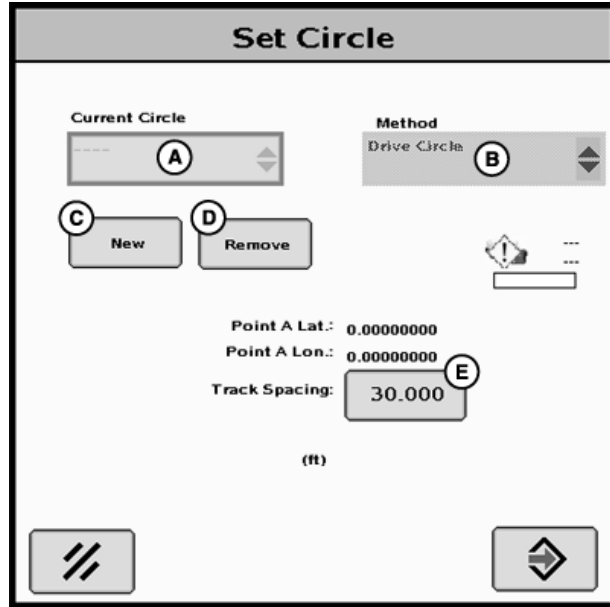 Set Circle
Current Circle
Method
----
A
Drive Circle
B
C
New
D
Remove
---
---
Point A Lat.: 0.00000000
Point A Lon.: 0.00000000
E
Track Spacing: 30.000
(ft)